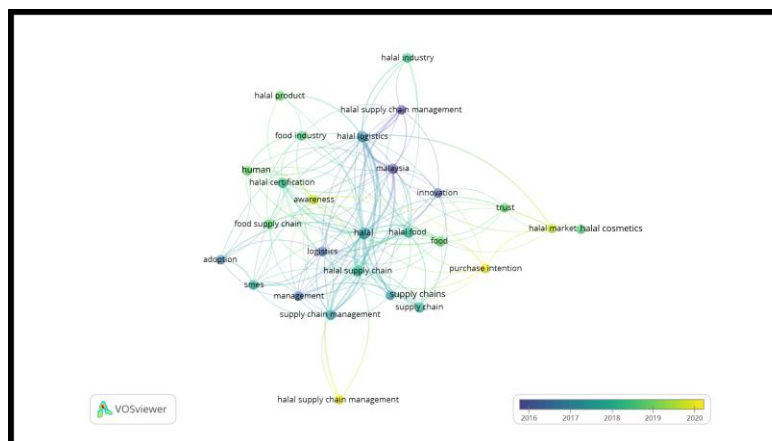 halal industry
halal product
halal supply chain management
food industry
halal logistics
human
malaysia
halal certification
innovation
awareness
trust
food supply chain
halal
halal food
food
halal market
halal cosmetics
logistics
adoption
halal supply chain
purchase intention
smes
management
supply chains
supply chain
supply chain management
halal supply chain management
VOSviewer
2016 2017 2018 2019 2020